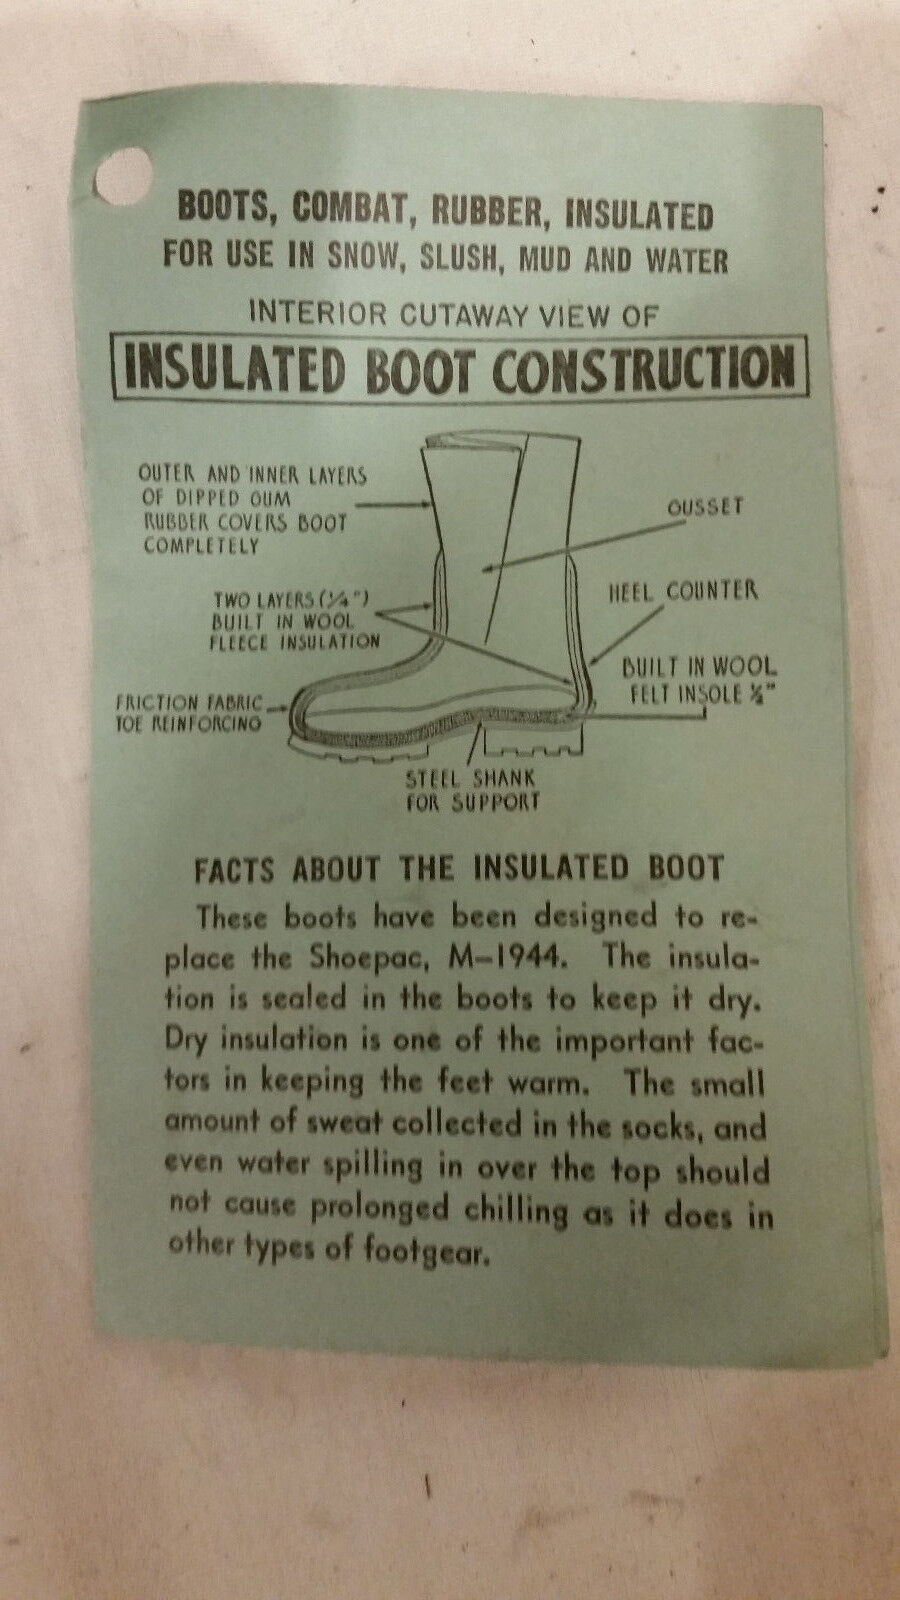 BOOTS, COMBAT, RUBBER, INSULATED
FOR USE IN SNOW, SLUSH, MUD AND WATER
INTERIOR CUTAWAY VIEW OF
INSULATED BOOT CONSTRUCTION
OUTER AND INNER LAYERS
OF DIPPED GUM
RUBBER COVERS BOOT
COMPLETELY
GUSSET
TWO LAYERS (1/4")
BUILT IN WOOL
FLEECE INSULATION
HEEL COUNTER
BUILT IN WOOL
FELT INSOLE
FRICTION FABRIC
TOE REINFORCING
STEEL SHANK
FOR SUPPORT
FACTS ABOUT THE INSULATED BOOT
These boots have been designed to re-
place the Shoepac, M-1944. The insula-
tion is sealed in the boots to keep it dry.
Dry insulation is one of the important fac-
tors in keeping the feet warm. The small
amount of sweat collected in the socks, and
even water spilling in over the top should
not cause prolonged chilling as it does in
other types of footgear.